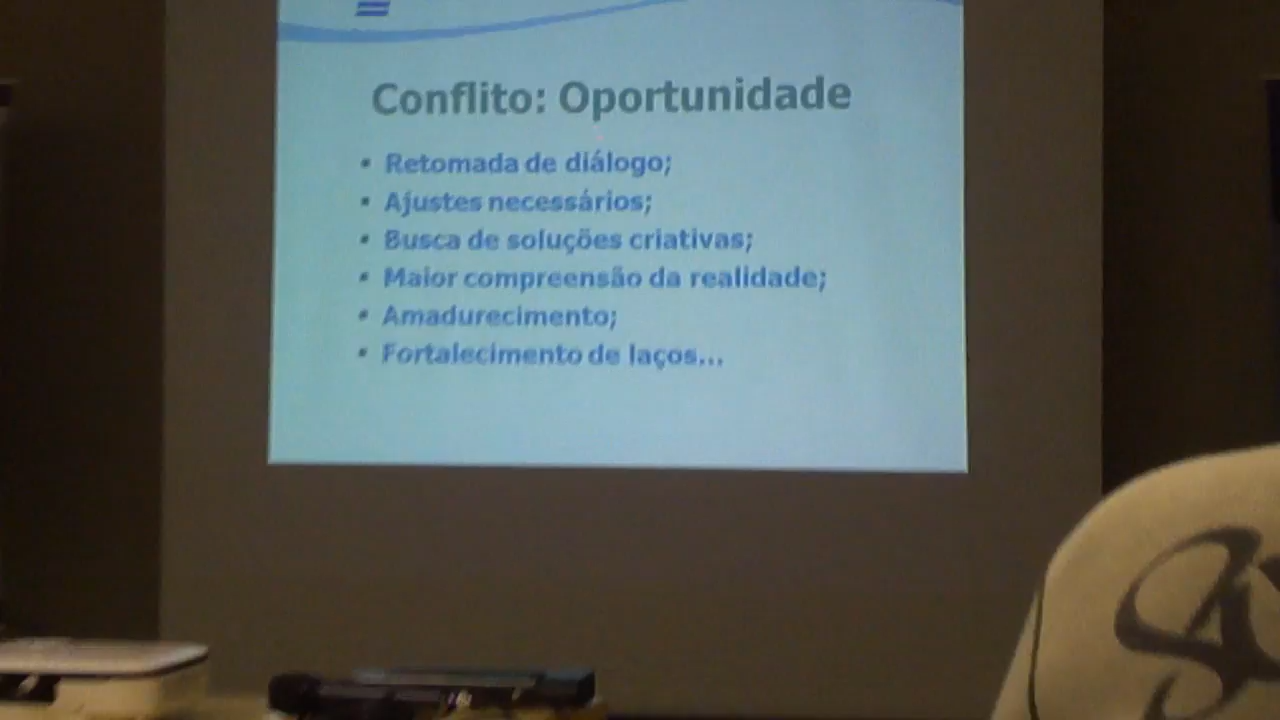 Conflito: Oportunidade
• Retomada de diálogo;
• Ajustes necessários;
• Busca de soluções criativas;
• Maior compreensão da realidade;
• Amadurecimento;
• Fortalecimento de laços...